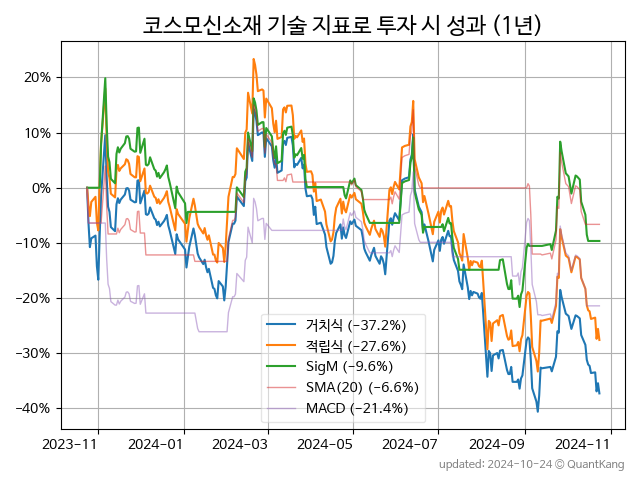 코스모신소재 기술 지표로 투자 시 성과 (1년)
20%
10%
0%
−10%
−20%
−30%
−40%
거치식 (−37.2%)
적립식 (−27.6%)
SigM (−9.6%)
SMA(20) (−6.6%)
MACD (−21.4%)
2023-11 2024-01 2024-03 2024-05 2024-07 2024-09 2024-11
updated: 2024-10-24 © QuantKang